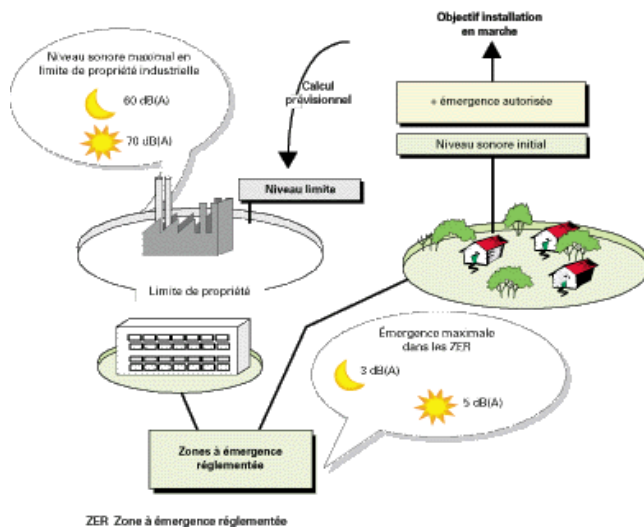 Objectif installation
en marche
Niveau sonore maximal en
limite de propriété industrielle
60 dB(A)
70 dB(A)
Calcul
prévisionnel
+ émergence autorisée
Niveau sonore initial
Niveau limite
Limite de propriété
Émergence maximale
dans les ZER
3 dB(A)
5 dB(A)
Zones à émergence
réglementée
ZER Zone à émergence réglementée